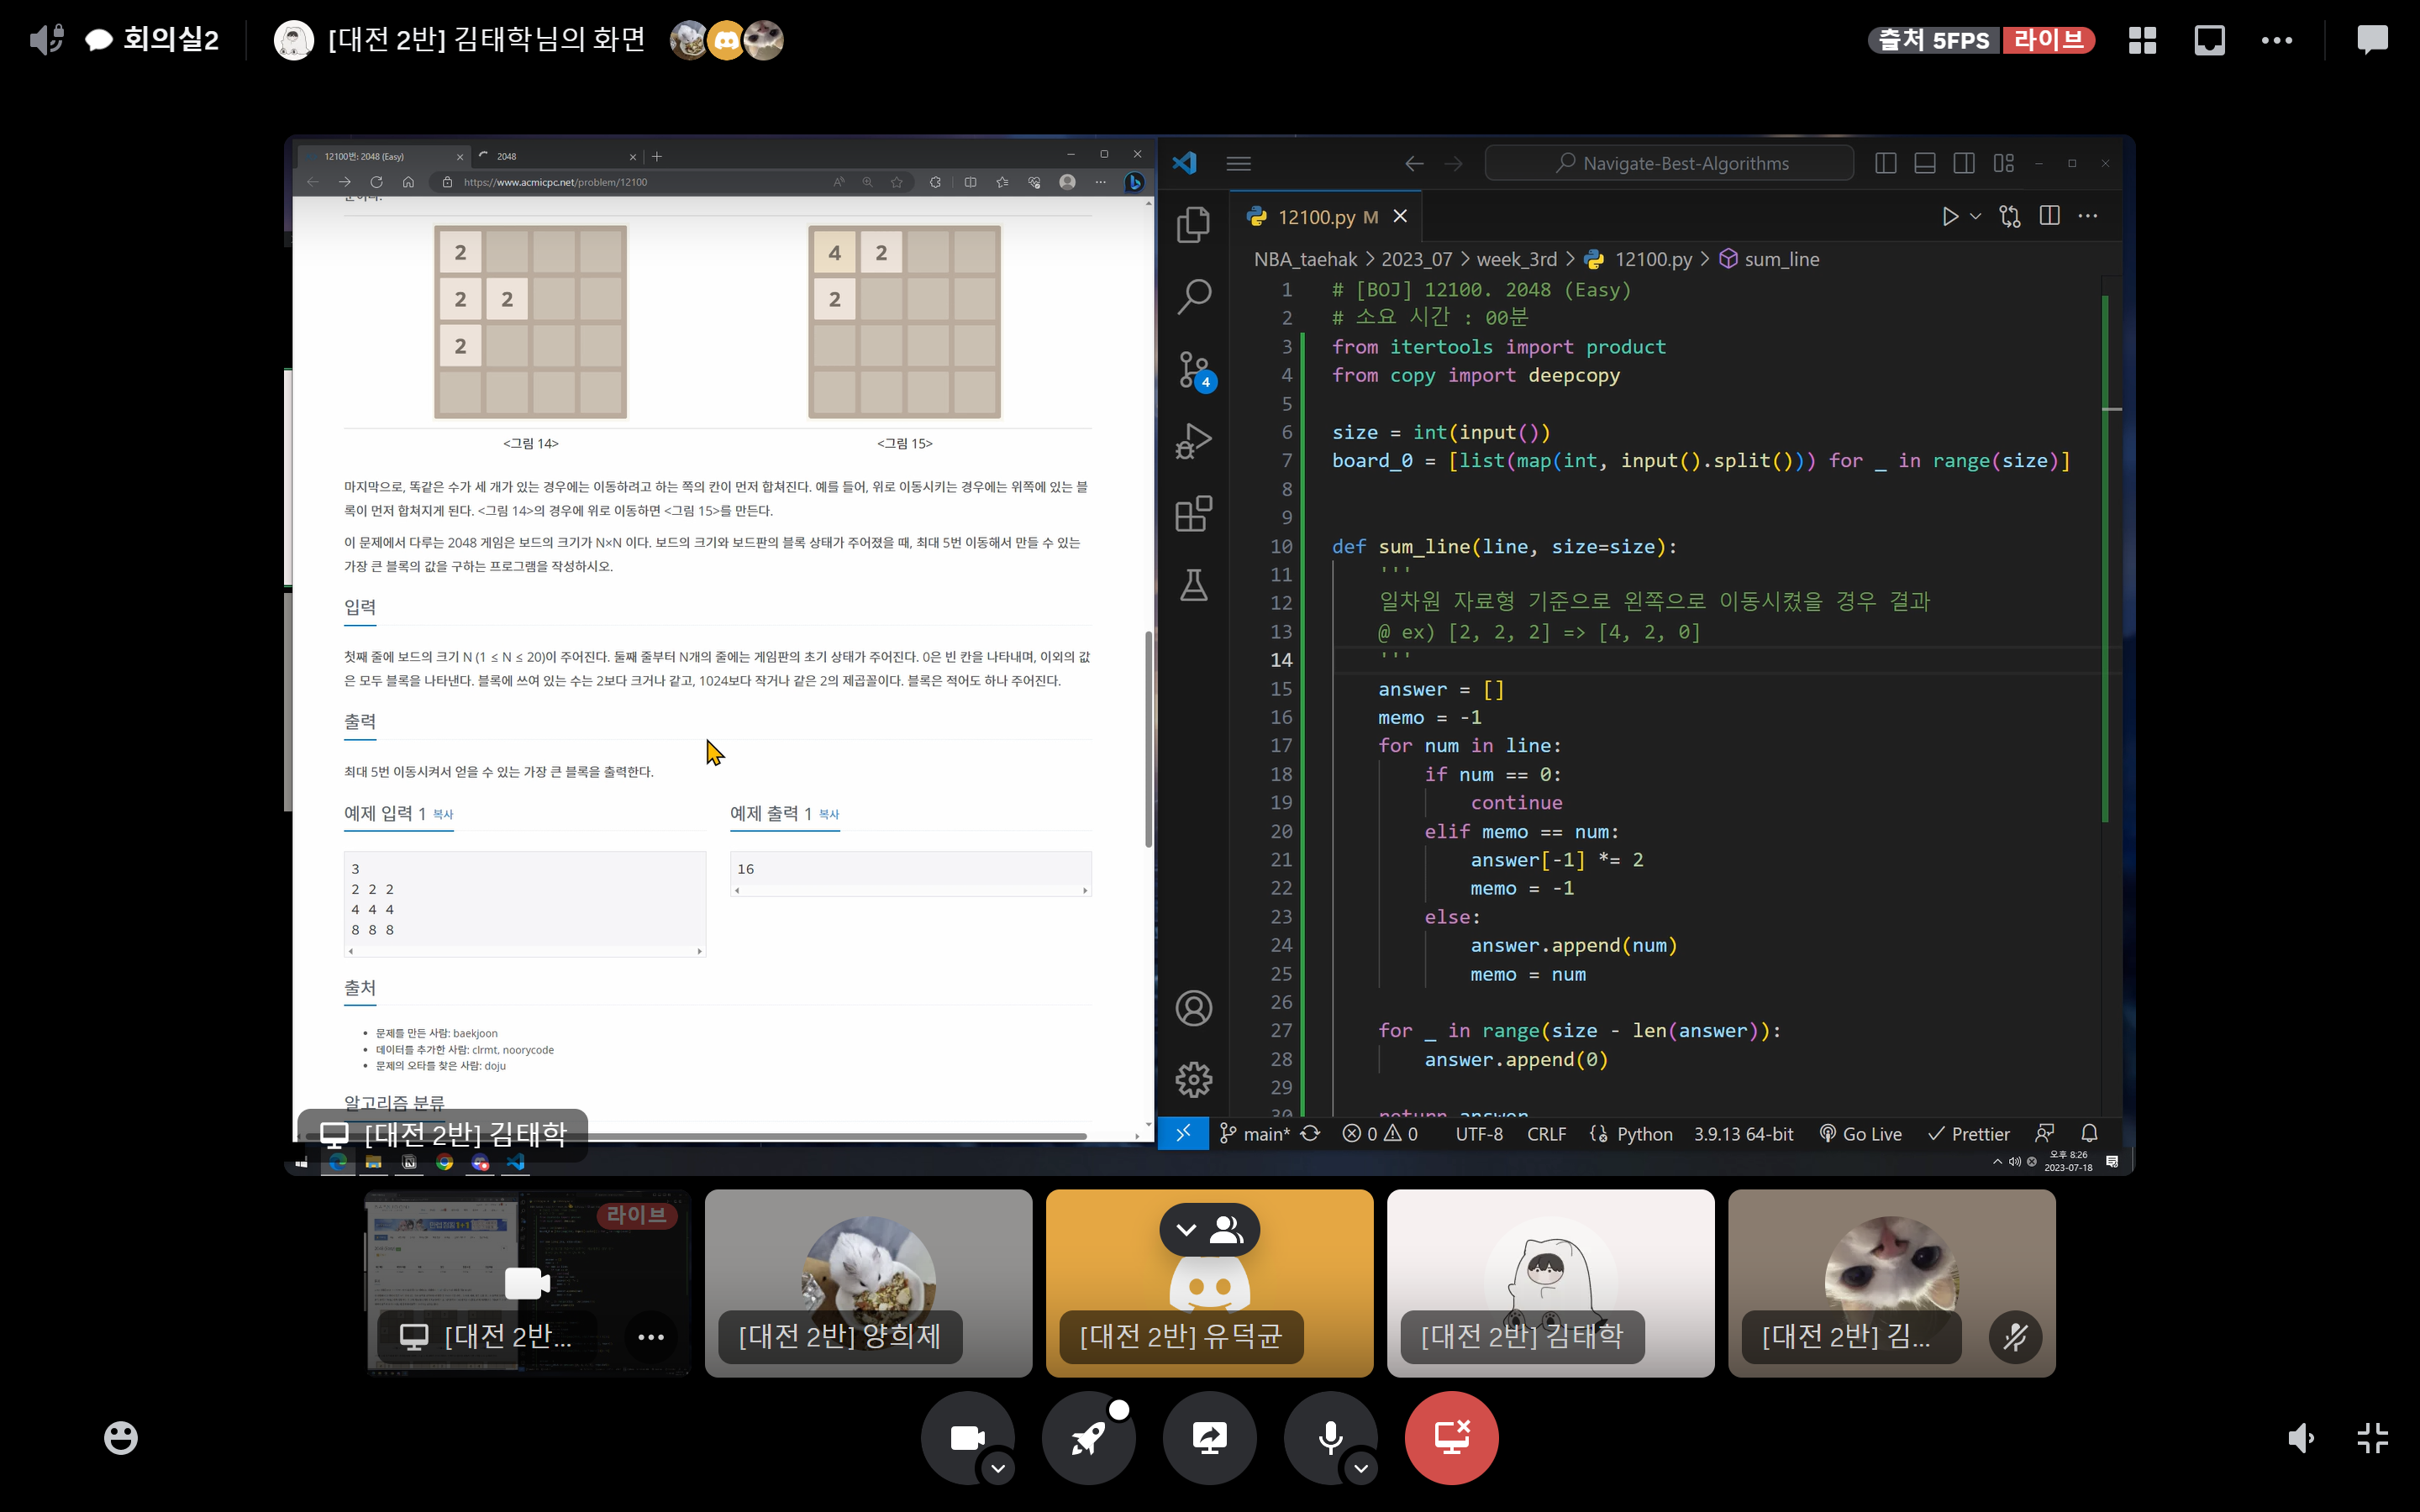 회의실2
[대전 2반] 김태학님의 화면
출처 5FPS 라이브
12100번: 2048 (Easy)
2048
https://www.acmicpc.net/problem/12100
2
2 2
2
4 2
2
<그림 14>
<그림 15>
마지막으로, 똑같은 수가 세 개가 있는 경우에는 이동하려고 하는 쪽의 칸이 먼저 합쳐진다. 예를 들어, 위로 이동시키는 경우에는 위쪽에 있는 블
록이 먼저 합쳐지게 된다. <그림 14>의 경우에 위로 이동하면 <그림 15>를 만든다.
이 문제에서 다루는 2048 게임은 보드의 크기가 N×N 이다. 보드의 크기와 보드판의 블록 상태가 주어졌을 때, 최대 5번 이동해서 만들 수 있는
가장 큰 블록의 값을 구하는 프로그램을 작성하시오.
입력
첫째 줄에 보드의 크기 N (1 ≤ N ≤ 20)이 주어진다. 둘째 줄부터 N개의 줄에는 게임판의 초기 상태가 주어진다. 0은 빈 칸을 나타내며, 이외의 값
은 모두 블록을 나타낸다. 블록에 쓰여 있는 수는 2보다 크거나 같고, 1024보다 작거나 같은 2의 제곱꼴이다. 블록은 적어도 하나 주어진다.
출력
최대 5번 이동시켜서 얻을 수 있는 가장 큰 블록을 출력한다.
예제 입력 1 복사
3
2 2 2
4 4 4
8 8 8
예제 출력 1 복사
16
출처
문제를 만든 사람: baekjoon
데이터를 추가한 사람: clrmt, noorycode
문제의 오타를 찾은 사람: doju
알고리즘 분류
[대전 2반] 김태학
Navigate-Best-Algorithms
12100.py M
NBA_taehak > 2023_07 > week_3rd > 12100.py > sum_line
4
1 # [BOJ] 12100. 2048 (Easy)
2 # 소요 시간 : 00분
3 from itertools import product
4 from copy import deepcopy
5
6 size = int(input())
7 board_0 = [list(map(int, input().split())) for _ in range(size)]
8
9
10 def sum_line(line, size=size):
11 '''
12 일차원 자료형 기준으로 왼쪽으로 이동시켰을 경우 결과
13 @ ex) [2, 2, 2] => [4, 2, 0]
14 '''
15 answer = []
16 memo = -1
17 for num in line:
18 if num == 0:
19 continue
20 elif memo == num:
21 answer[-1] *= 2
22 memo = -1
23 else:
24 answer.append(num)
25 memo = num
26
27 for _ in range(size - len(answer)):
28 answer.append(0)
29
30 return answer
main* 0 0 UTF-8 CRLF Python 3.9.13 64-bit Go Live Prettier
오후 8:26
2023-07-18
라이브
[대전 2반...
[대전 2반] 양희제
[대전 2반] 유덕균
[대전 2반] 김태학
[대전 2반] 김...